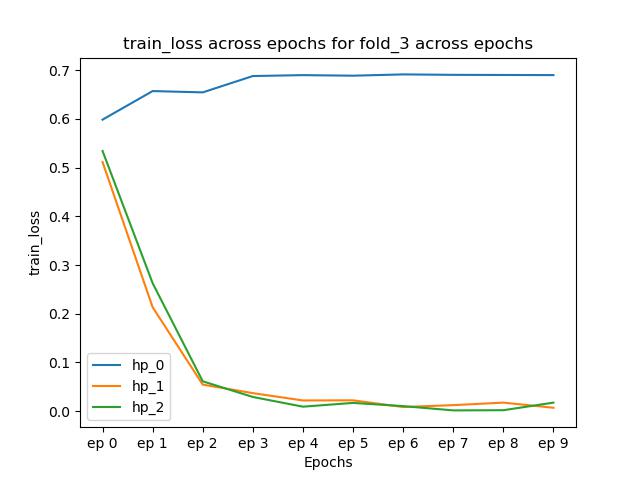 train_loss across epochs for fold_3 across epochs
0.7
0.6
0.5
0.4
0.3
0.2
0.1
0.0
train_loss
hp_0
hp_1
hp_2
ep 0 ep 1 ep 2 ep 3 ep 4 ep 5 ep 6 ep 7 ep 8 ep 9
Epochs